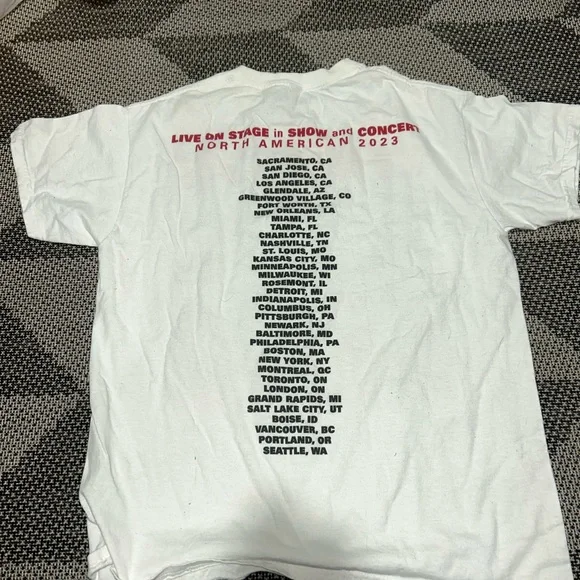 LIVE ON STAGE in SHOW and CONCERT
NORTH AMERICAN 2023
SACRAMENTO, CA
SAN JOSE, CA
SAN DIEGO, CA
LOS ANGELES, CA
GLENDALE, AZ
GREENWOOD VILLAGE, CO
FORT WORTH, TX
NEW ORLEANS, LA
MIAMI, FL
TAMPA, FL
CHARLOTTE, NC
NASHVILLE, TN
ST. LOUIS, MO
KANSAS CITY, MO
MINNEAPOLIS, MN
MILWAUKEE, WI
ROSEMONT, IL
DETROIT, MI
INDIANAPOLIS, IN
COLUMBUS, OH
PITTSBURGH, PA
NEWARK, NJ
BALTIMORE, MD
PHILADELPHIA, PA
BOSTON, MA
NEW YORK, NY
MONTREAL, QC
TORONTO, ON
LONDON, ON
GRAND RAPIDS, MI
SALT LAKE CITY, UT
BOISE, ID
VANCOUVER, BC
PORTLAND, OR
SEATTLE, WA